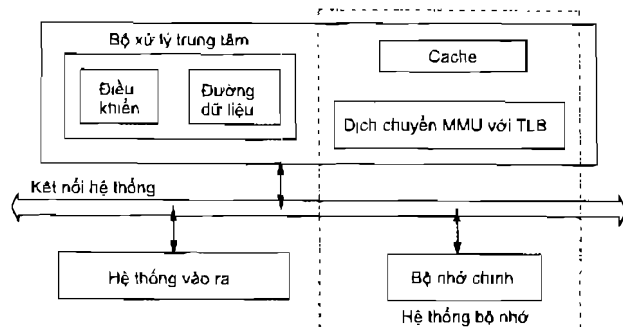 Bộ xử lý trung tâm
Cache
Điều
khiển
Đường
dữ liệu
Dịch chuyển MMU với TLB
Kết nối hệ thống
Hệ thống vào ra
Bộ nhớ chính
Hệ thống bộ nhớ